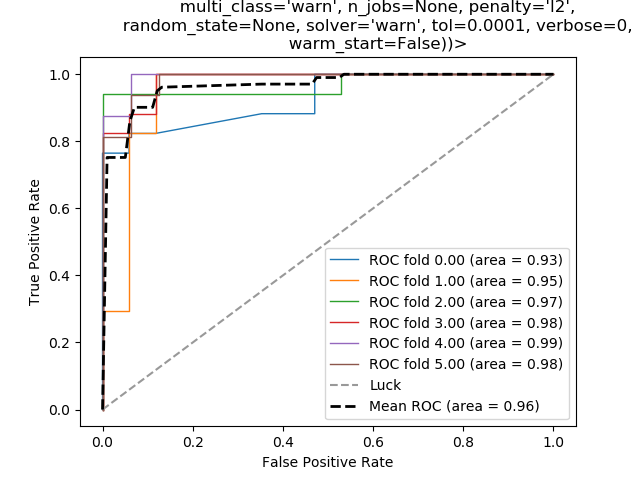 multi_class='warn', n_jobs=None, penalty='l2',
random_state=None, solver='warn', tol=0.0001, verbose=0,
warm_start=False))>
1.0
0.8
0.6
0.4
0.2
0.0
True Positive Rate
ROC fold 0.00 (area = 0.93)
ROC fold 1.00 (area = 0.95)
ROC fold 2.00 (area = 0.97)
ROC fold 3.00 (area = 0.98)
ROC fold 4.00 (area = 0.99)
ROC fold 5.00 (area = 0.98)
Luck
Mean ROC (area = 0.96)
0.0 0.2 0.4 0.6 0.8 1.0
False Positive Rate